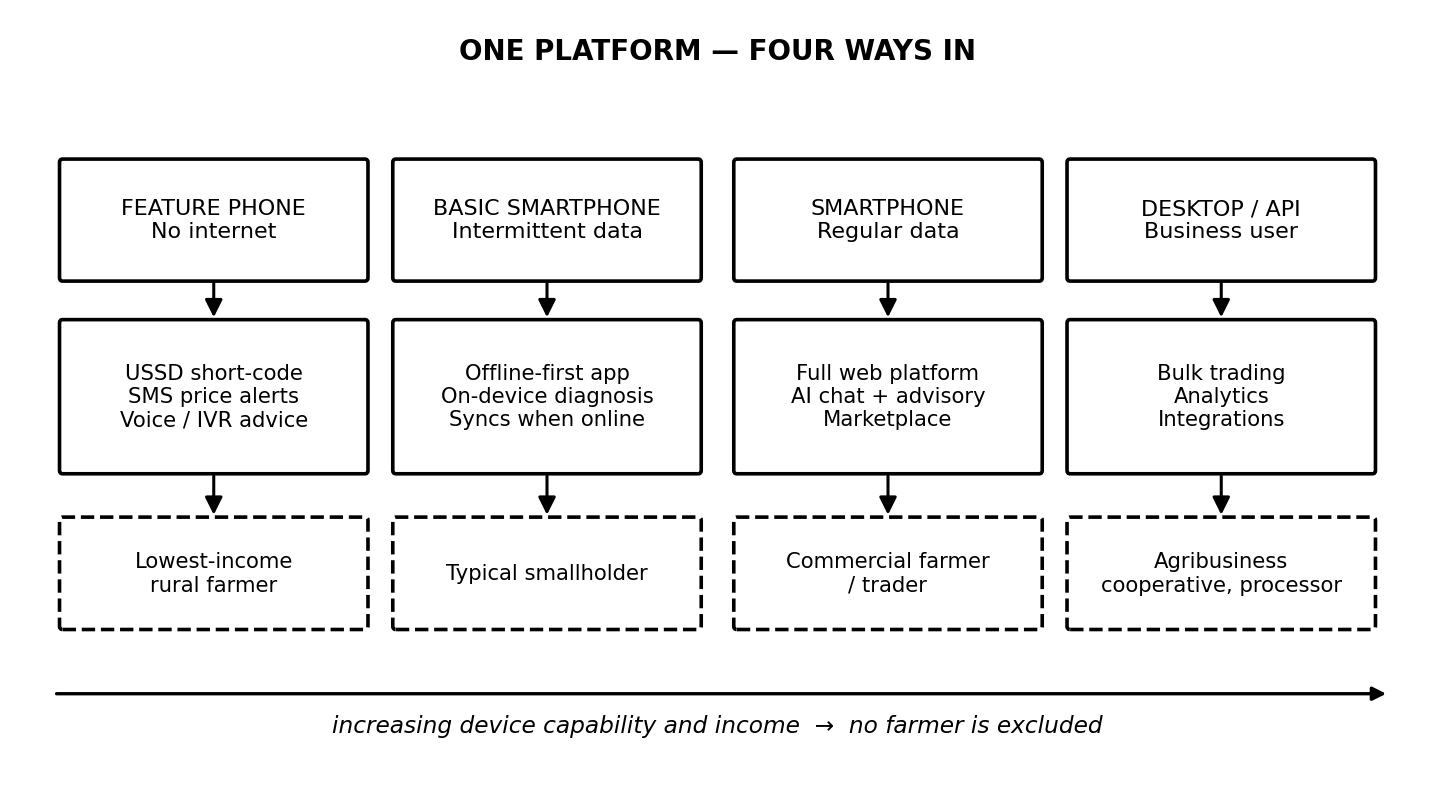 ONE PLATFORM — FOUR WAYS IN
FEATURE PHONE
No internet
BASIC SMARTPHONE
Intermittent data
SMARTPHONE
Regular data
DESKTOP / API
Business user
USSD short-code
SMS price alerts
Voice / IVR advice
Offline-first app
On-device diagnosis
Syncs when online
Full web platform
AI chat + advisory
Marketplace
Bulk trading
Analytics
Integrations
Lowest-income
rural farmer
Typical smallholder
Commercial farmer
/ trader
Agribusiness
cooperative, processor
increasing device capability and income → no farmer is excluded